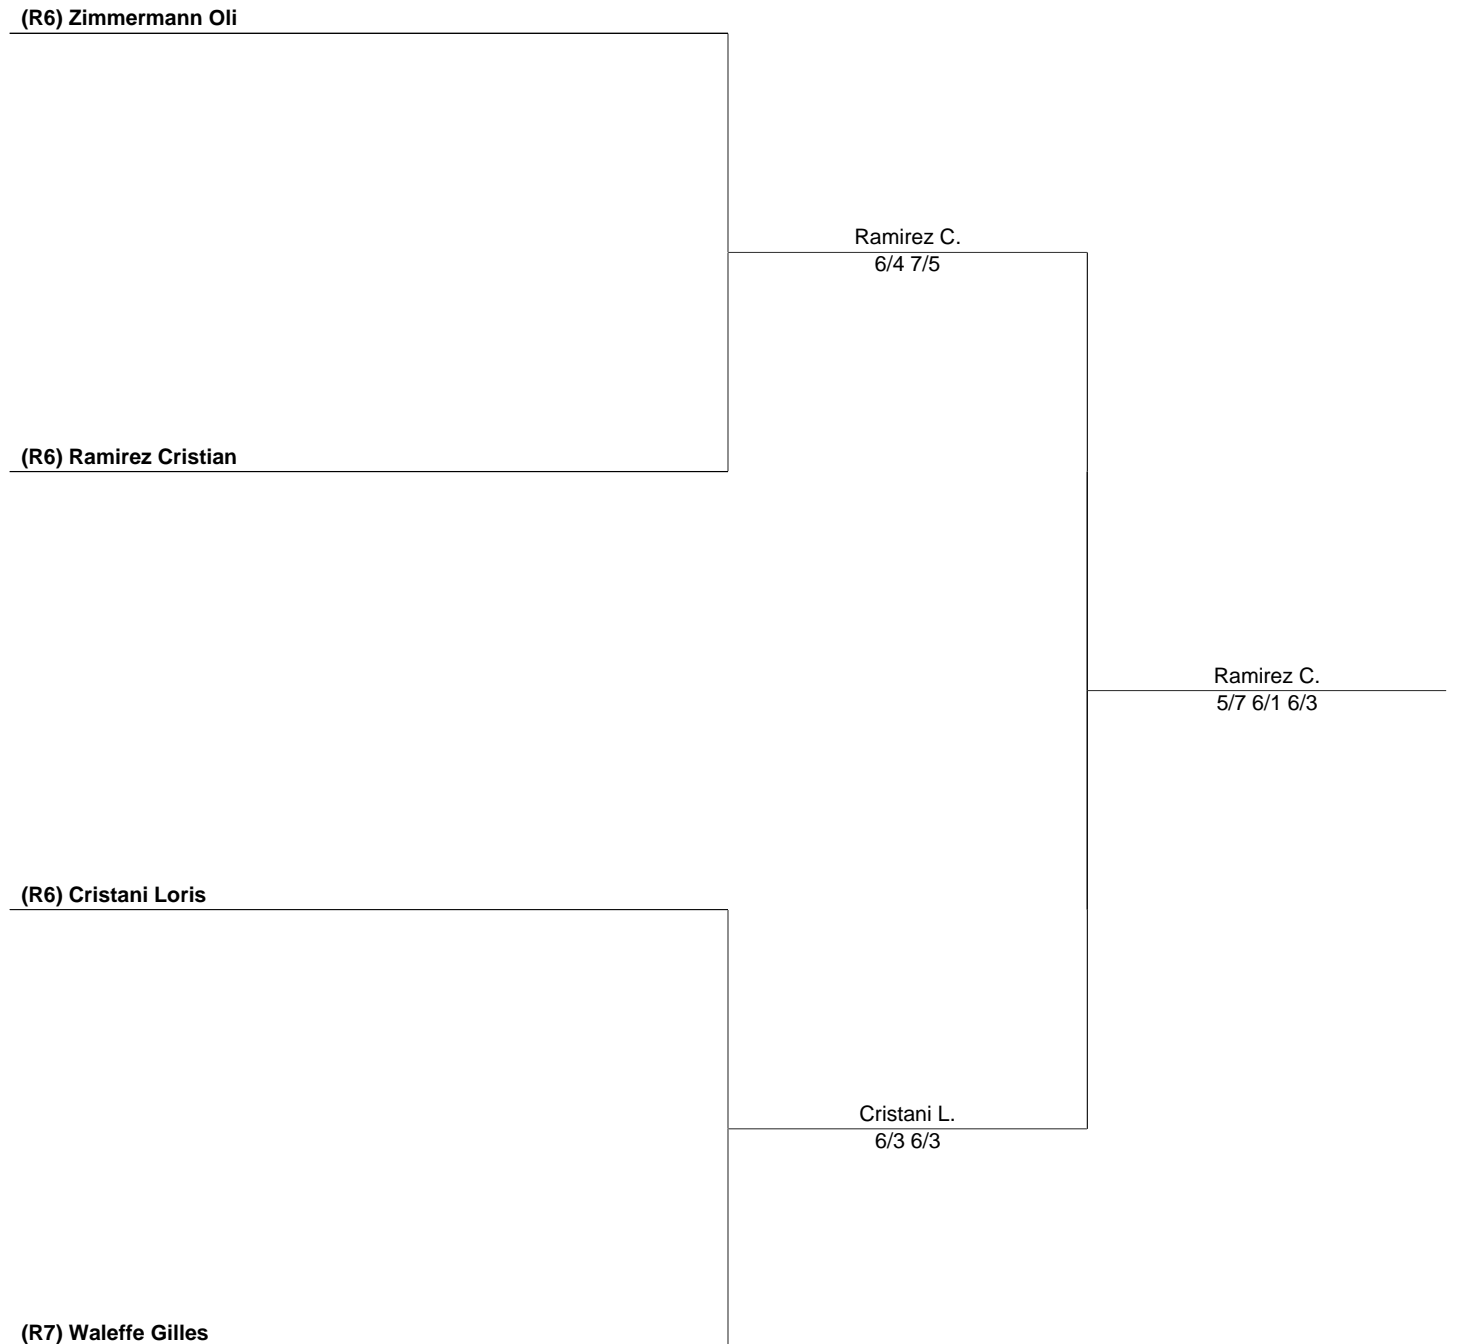 (R6) Zimmermann Oli
Ramirez C.
6/4 7/5
(R6) Ramirez Cristian
Ramirez C.
5/7 6/1 6/3
(R6) Cristani Loris
Cristani L.
6/3 6/3
(R7) Waleffe Gilles